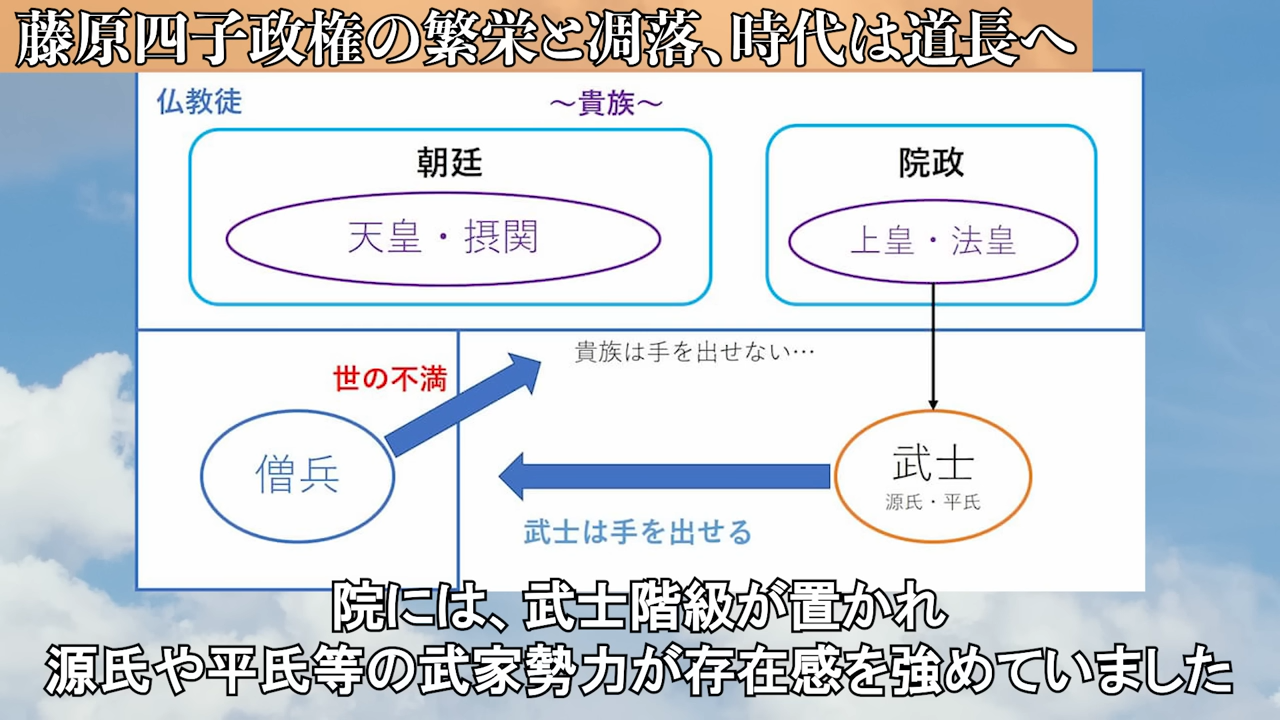 藤原四子政権の繁栄と凋落、時代は道長へ
仏教徒
～貴族～
朝廷
天皇・摂関
院政
上皇・法皇
貴族は手を出せない…
世の不満
僧兵
武士
源氏・平氏
武士は手を出せる
院には、武士階級が置かれ
源氏や平氏等の武家勢力が存在感を強めていました